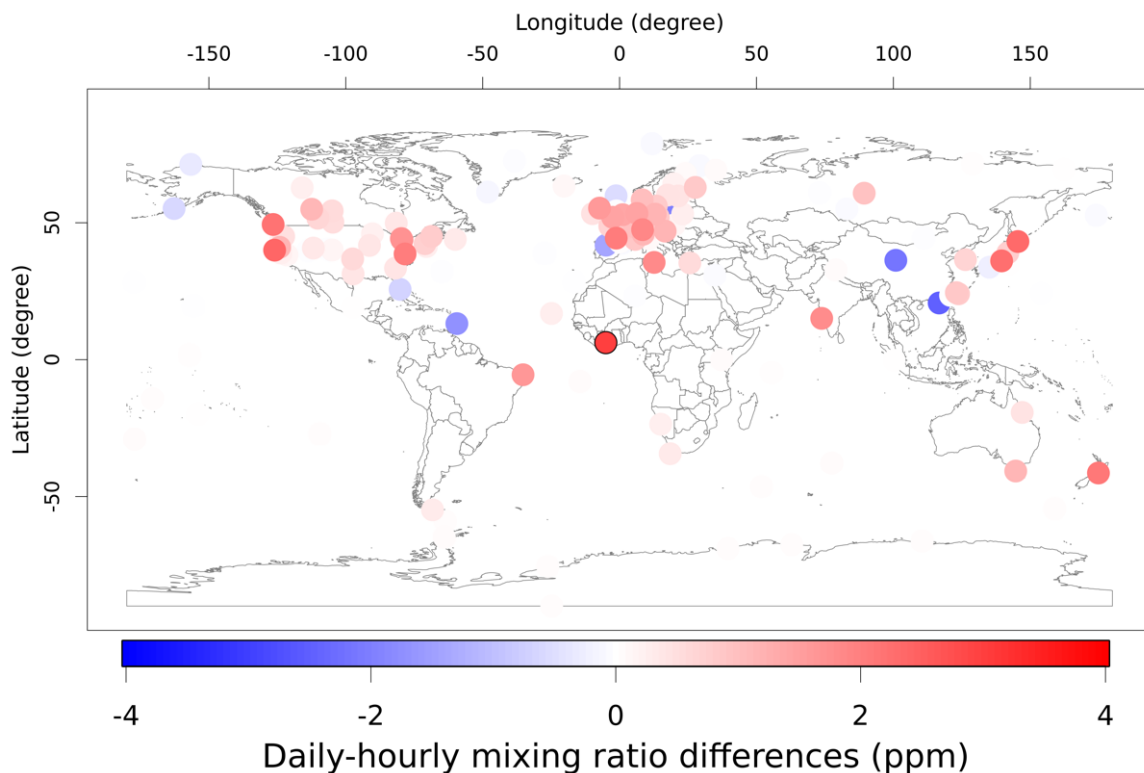 Longitude (degree)
-150 -100 -50 0 50 100 150
Latitude (degree)
50
0
-50
-4 -2 0 2 4
Daily-hourly mixing ratio differences (ppm)